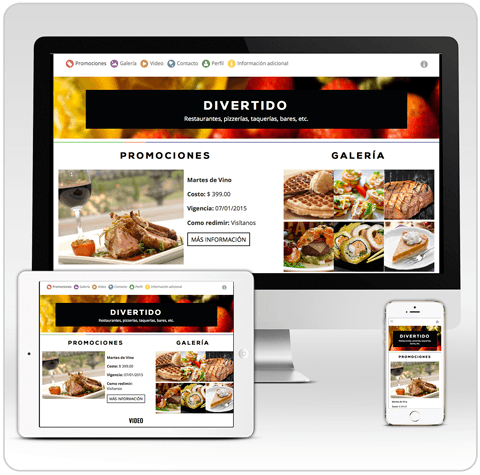 Promociones Galería Video Contacto Perfil Información adicional
DIVERTIDO
Restaurantes, pizzerías, taquerías, bares, etc.
PROMOCIONES
GALERÍA
Martes de Vino
Costo: $ 399.00
Vigencia: 07/01/2015
Como redimir: Visítanos
MÁS INFORMACIÓN
Promociones Galería Video Contacto Perfil Información adicional
DIVERTIDO
Restaurantes, pizzerías, taquerías, bares, etc.
PROMOCIONES
GALERÍA
Martes de Vino
Costo: $ 399.00
Vigencia: 07/01/2015
Como redimir:
Visítanos
MÁS INFORMACIÓN
VIDEO
DIVERTIDO
PROMOCIONES
Martes de Vino